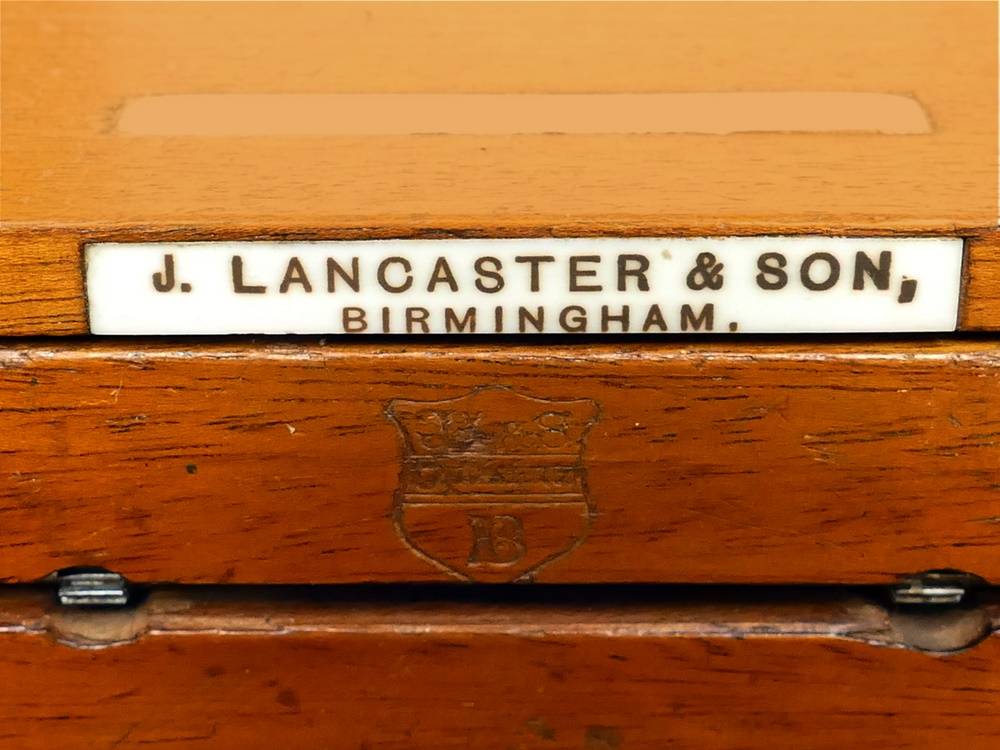 J. LANCASTER & SON,
BIRMINGHAM.
B